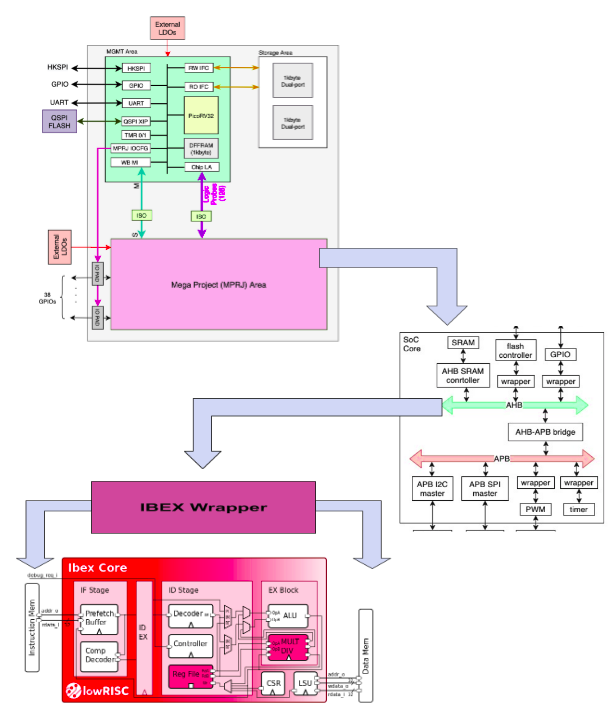 External
LDOs
MGMT Area
Storage Area
HKSPI
HKSPI
RW IFC
1kbyte
Dual-port
GPIO
GPIO
RO IFC
UART
UART
QSPI
FLASH
QSPI XIP
PicoRV32
1kbyte
Dual-port
TMR 0/1
MPRJ IOCFG
DFFRAM
(1kbyte)
WB MI
Chip LA
M
Logic
Probes
(128)
ISO
ISO
S
External
LDOs
IO PAD
Mega Project (MPRJ) Area
38
GPIOs
IO PAD
SoC
Core
SRAM
flash
controller
GPIO
AHB SRAM
conrtoller
wrapper
wrapper
AHB
AHB-APB bridge
APB
APB I2C
master
APB SPI
master
wrapper
wrapper
PWM
timer
IBEX Wrapper
Ibex Core
debug_req_i
IF Stage
ID Stage
EX Block
Instruction Mem
addr_o
rdata_i
Prefetch
Buffer
ID
EX
Decoder
ALU
Comp
Decoder
Controller
MULT
DIV
Reg File
CSR
LSU
addr_o
wdata_o
rdata_i
Data Mem
lowRISC